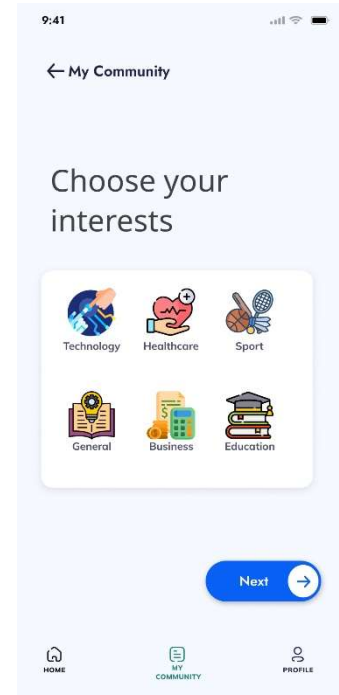 9:41
My Community
Choose your
interests
Technology Healthcare Sport
General Business Education
Next
HOME MY COMMUNITY PROFILE